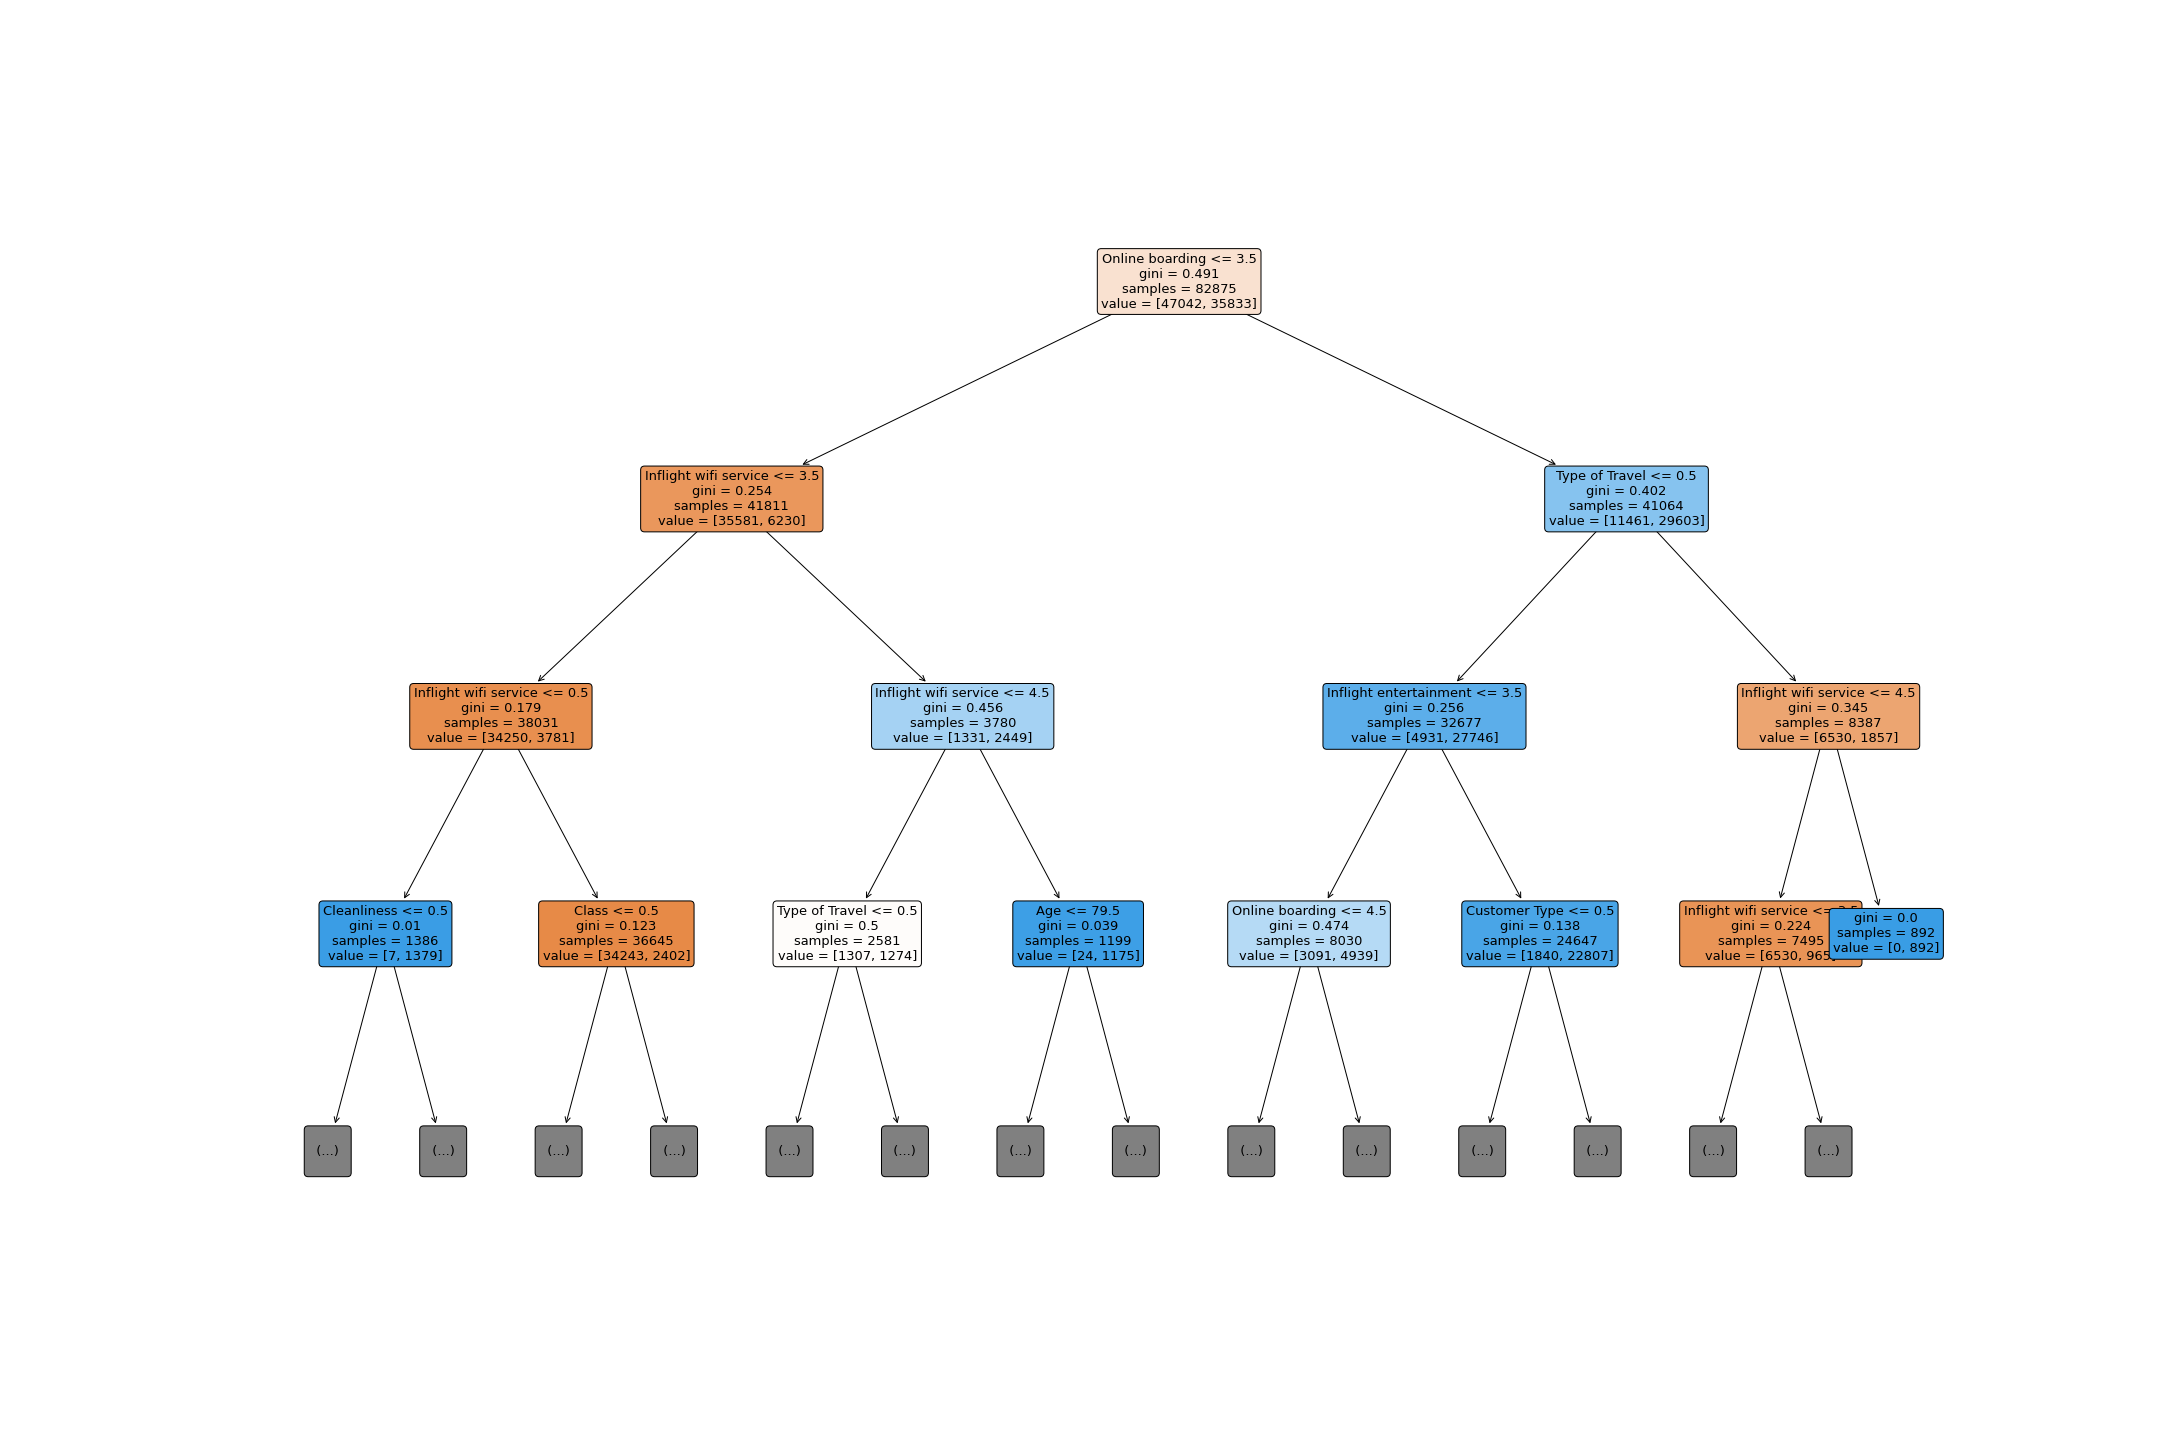 Online boarding <= 3.5
gini = 0.491
samples = 82875
value = [47042, 35833]
Inflight wifi service <= 3.5
gini = 0.254
samples = 41811
value = [35581, 6230]
Type of Travel <= 0.5
gini = 0.402
samples = 41064
value = [11461, 29603]
Inflight wifi service <= 0.5
gini = 0.179
samples = 38031
value = [34250, 3781]
Inflight wifi service <= 4.5
gini = 0.456
samples = 3780
value = [1331, 2449]
Inflight entertainment <= 3.5
gini = 0.256
samples = 32677
value = [4931, 27746]
Inflight wifi service <= 4.5
gini = 0.345
samples = 8387
value = [6530, 1857]
Cleanliness <= 0.5
gini = 0.01
samples = 1386
value = [7, 1379]
Class <= 0.5
gini = 0.123
samples = 36645
value = [34243, 2402]
Type of Travel <= 0.5
gini = 0.5
samples = 2581
value = [1307, 1274]
Age <= 79.5
gini = 0.039
samples = 1199
value = [24, 1175]
Online boarding <= 4.5
gini = 0.474
samples = 8030
value = [3091, 4939]
Customer Type <= 0.5
gini = 0.138
samples = 24647
value = [1840, 22807]
Inflight wifi service <=
gini = 0.224
samples = 7495
value = [6530, 965]
gini = 0.0
samples = 892
value = [0, 892]
(...)
(...)
(...)
(...)
(...)
(...)
(...)
(...)
(...)
(...)
(...)
(...)
(...)
(...)